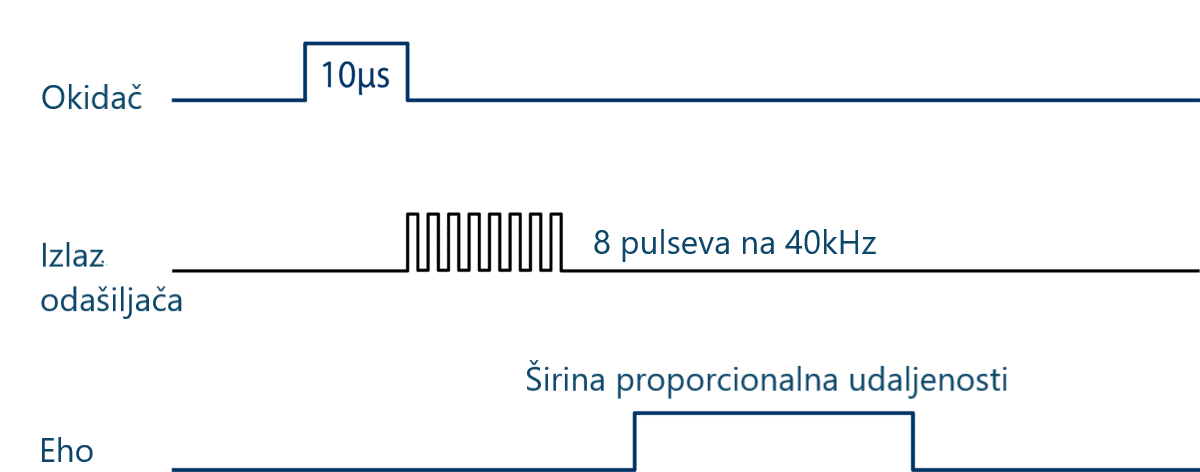 10µs
Okidač
8 pulseva na 40kHz
Izlaz
odašiljača
Širina proporcionalna udaljenosti
Eho